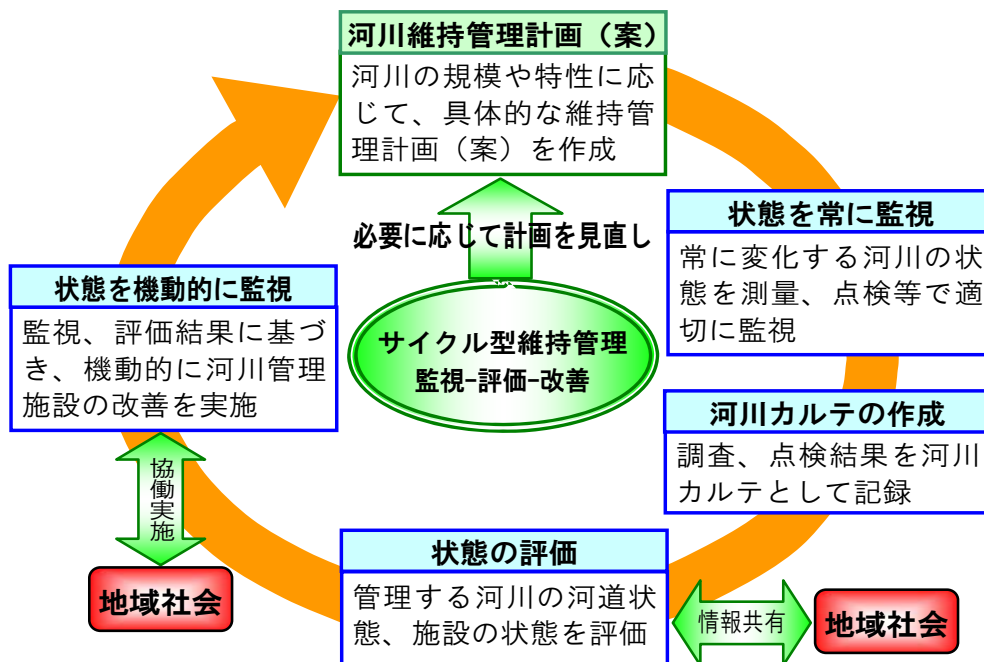 河川維持管理計画（案）
河川の規模や特性に応
じて、具体的な維持管
理計画（案）を作成
必要に応じて計画を見直し
状態を常に監視
常に変化する河川の状
態を測量、点検等で適
切に監視
状態を機動的に監視
監視、評価結果に基づ
き、機動的に河川管理
施設の改善を実施
サイクル型維持管理
監視-評価-改善
河川カルテの作成
調査、点検結果を河川
カルテとして記録
協働実施
地域社会
状態の評価
管理する河川の河道状
態、施設の状態を評価
情報共有
地域社会